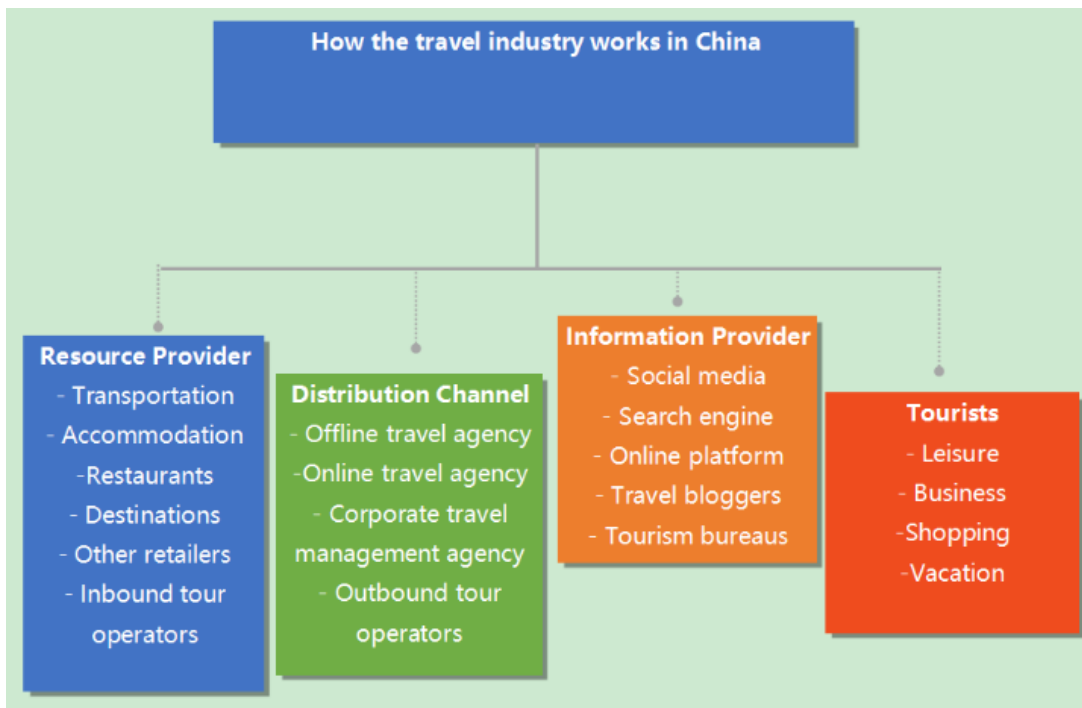 How the travel industry works in China
Resource Provider
- Transportation
- Accommodation
-Restaurants
- Destinations
- Other retailers
- Inbound tour
operators
Distribution Channel
- Offline travel agency
-Online travel agency
- Corporate travel
management agency
- Outbound tour
operators
Information Provider
- Social media
- Search engine
- Online platform
- Travel bloggers
- Tourism bureaus
Tourists
- Leisure
- Business
-Shopping
-Vacation